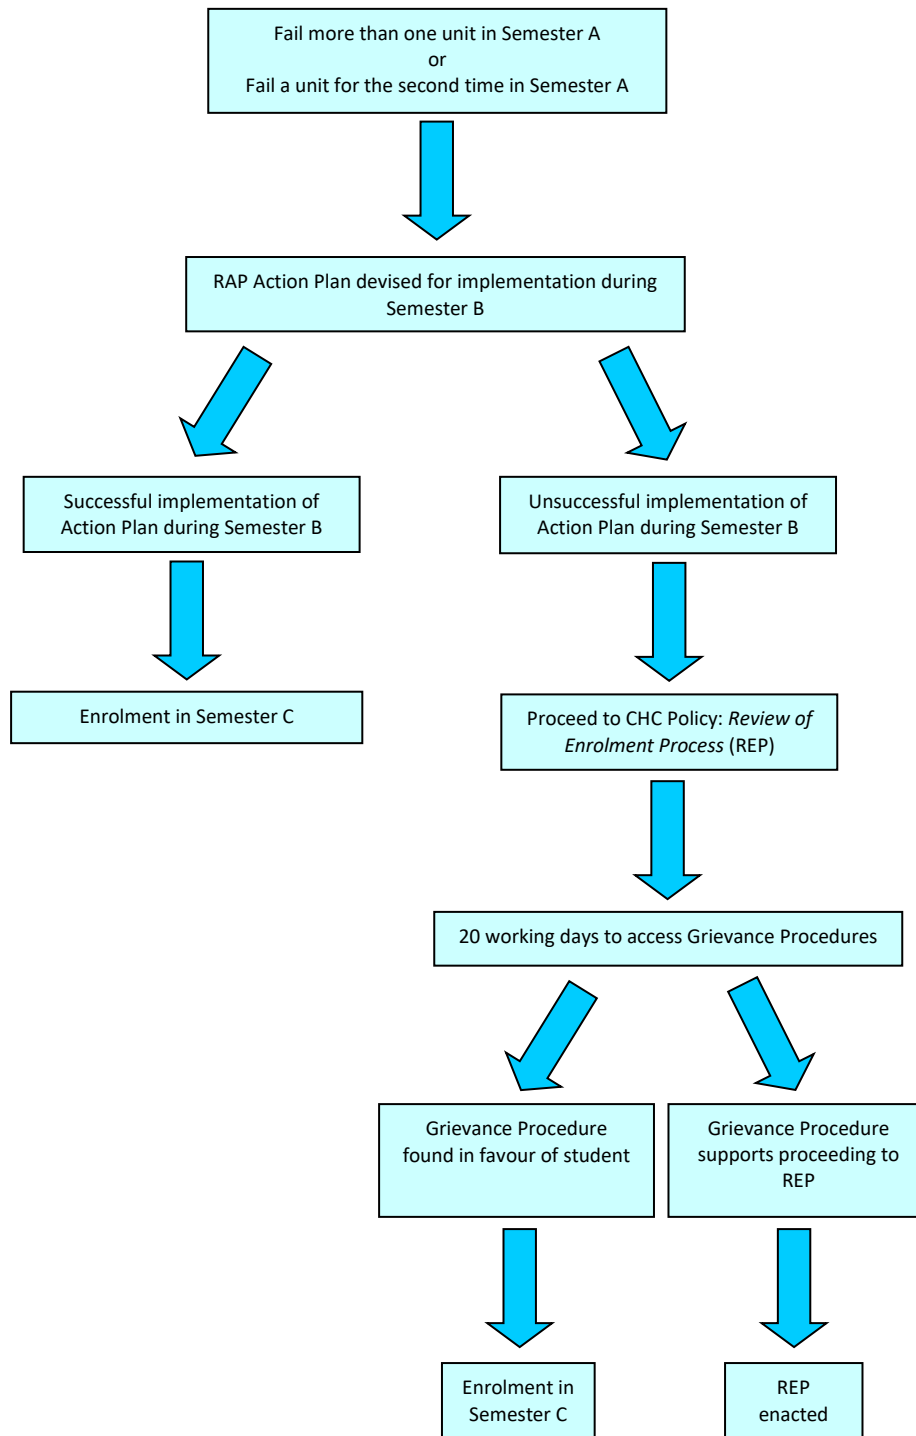 Fail more than one unit in Semester A
or
Fail a unit for the second time in Semester A
RAP Action Plan devised for implementation during
Semester B
Successful implementation of
Action Plan during Semester B
Unsuccessful implementation of
Action Plan during Semester B
Enrolment in Semester C
Proceed to CHC Policy: Review of
Enrolment Process (REP)
20 working days to access Grievance Procedures
Grievance Procedure
found in favour of student
Grievance Procedure
supports proceeding to
REP
Enrolment in
Semester C
REP
enacted